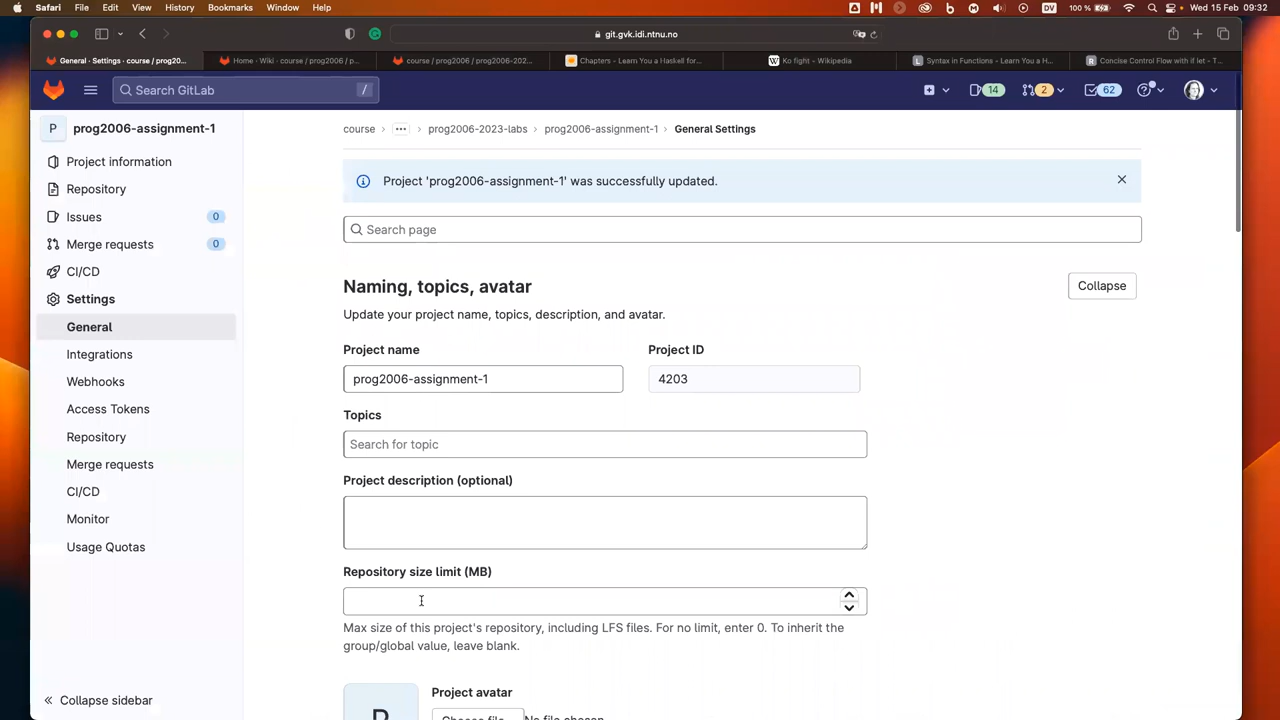 Safari File Edit View History Bookmarks Window Help DV 100 % Wed 15 Feb 09:32
git.gvk.idi.ntnu.no
General · Settings · course / prog20... Home · Wiki · course / prog2006 / p... course / prog2006 / prog2006-202... Chapters - Learn You a Haskell for... Ko fight - Wikipedia Syntax in Functions - Learn You a H... Concise Control Flow with if let - T...
Search GitLab / 14 2 62
P prog2006-assignment-1
Project information
Repository
Issues 0
Merge requests 0
CI/CD
Settings
General
Integrations
Webhooks
Access Tokens
Repository
Merge requests
CI/CD
Monitor
Usage Quotas
Collapse sidebar
course › ... › prog2006-2023-labs › prog2006-assignment-1 › General Settings
Project 'prog2006-assignment-1' was successfully updated.
Search page
Naming, topics, avatar
Collapse
Update your project name, topics, description, and avatar.
Project name Project ID
prog2006-assignment-1 4203
Topics
Search for topic
Project description (optional)
Repository size limit (MB)
Max size of this project's repository, including LFS files. For no limit, enter 0. To inherit the
group/global value, leave blank.
P
Project avatar
Choose file... No file chosen